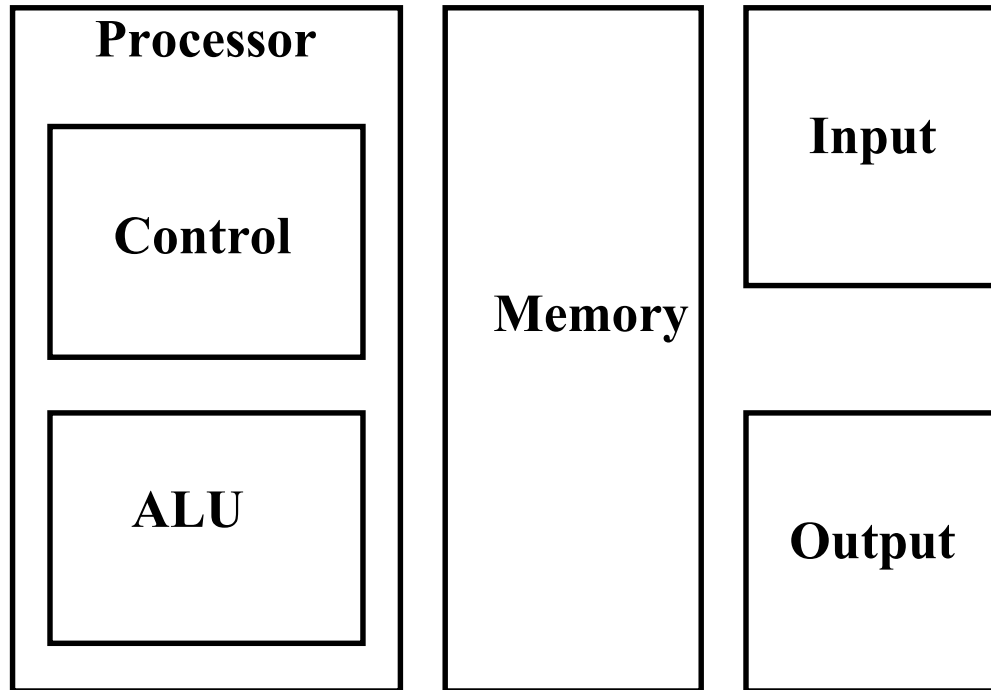 Processor
Control
ALU
Memory
Input
Output